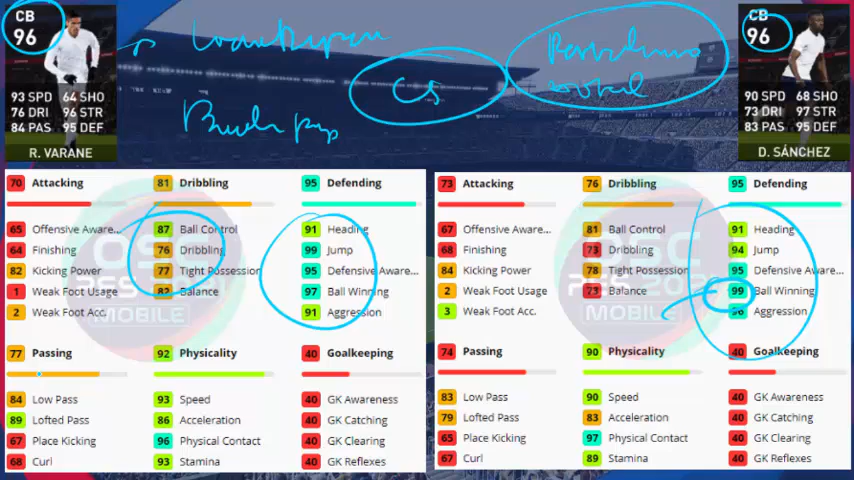 CB
96
93 SPD 64 SHO
76 DRI 96 STR
84 PAS 95 DEF
R. VARANE
CB
96
90 SPD 68 SHO
73 DRI 97 STR
83 PAS 95 DEF
D. SÁNCHEZ
70 Attacking
65 Offensive Aware...
64 Finishing
82 Kicking Power
1 Weak Foot Usage
2 Weak Foot Acc.
81 Dribbling
87 Ball Control
76 Dribbling
77 Tight Possession
82 Balance
95 Defending
91 Heading
99 Jump
95 Defensive Aware...
97 Ball Winning
91 Aggression
77 Passing
84 Low Pass
89 Lofted Pass
67 Place Kicking
68 Curl
92 Physicality
93 Speed
86 Acceleration
96 Physical Contact
93 Stamina
40 Goalkeeping
40 GK Awareness
40 GK Catching
40 GK Clearing
40 GK Reflexes
73 Attacking
67 Offensive Aware...
68 Finishing
84 Kicking Power
2 Weak Foot Usage
3 Weak Foot Acc.
76 Dribbling
81 Ball Control
73 Dribbling
78 Tight Possession
73 Balance
95 Defending
91 Heading
94 Jump
95 Defensive Aware...
99 Ball Winning
Aggression
74 Passing
83 Low Pass
79 Lofted Pass
65 Place Kicking
67 Curl
90 Physicality
90 Speed
83 Acceleration
97 Physical Contact
89 Stamina
40 Goalkeeping
40 GK Awareness
40 GK Catching
40 GK Clearing
40 GK Reflexes
MOBILE
MOBILE